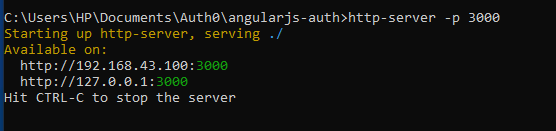 C:\Users\HP\Documents\Auth0\angularjs-auth>http-server -p 3000
Starting up http-server, serving ./
Available on:
  http://192.168.43.100:3000
  http://127.0.0.1:3000
Hit CTRL-C to stop the server